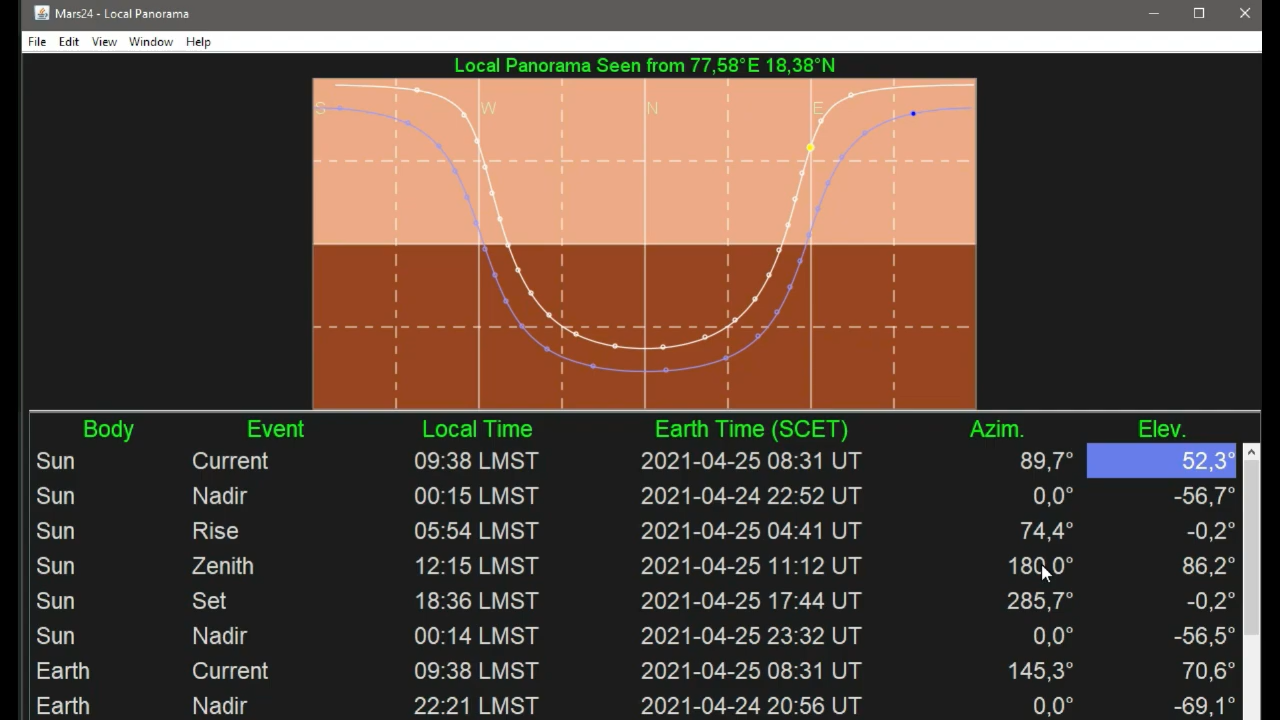 Mars24 - Local Panorama
File Edit View Window Help
Local Panorama Seen from 77,58°E 18,38°N
S W N E
Body Event Local Time Earth Time (SCET) Azim. Elev.
Sun Current 09:38 LMST 2021-04-25 08:31 UT 89,7° 52,3°
Sun Nadir 00:15 LMST 2021-04-24 22:52 UT 0,0° -56,7°
Sun Rise 05:54 LMST 2021-04-25 04:41 UT 74,4° -0,2°
Sun Zenith 12:15 LMST 2021-04-25 11:12 UT 180,0° 86,2°
Sun Set 18:36 LMST 2021-04-25 17:44 UT 285,7° -0,2°
Sun Nadir 00:14 LMST 2021-04-25 23:32 UT 0,0° -56,5°
Earth Current 09:38 LMST 2021-04-25 08:31 UT 145,3° 70,6°
Earth Nadir 22:21 LMST 2021-04-24 20:56 UT 0,0° -69,1°